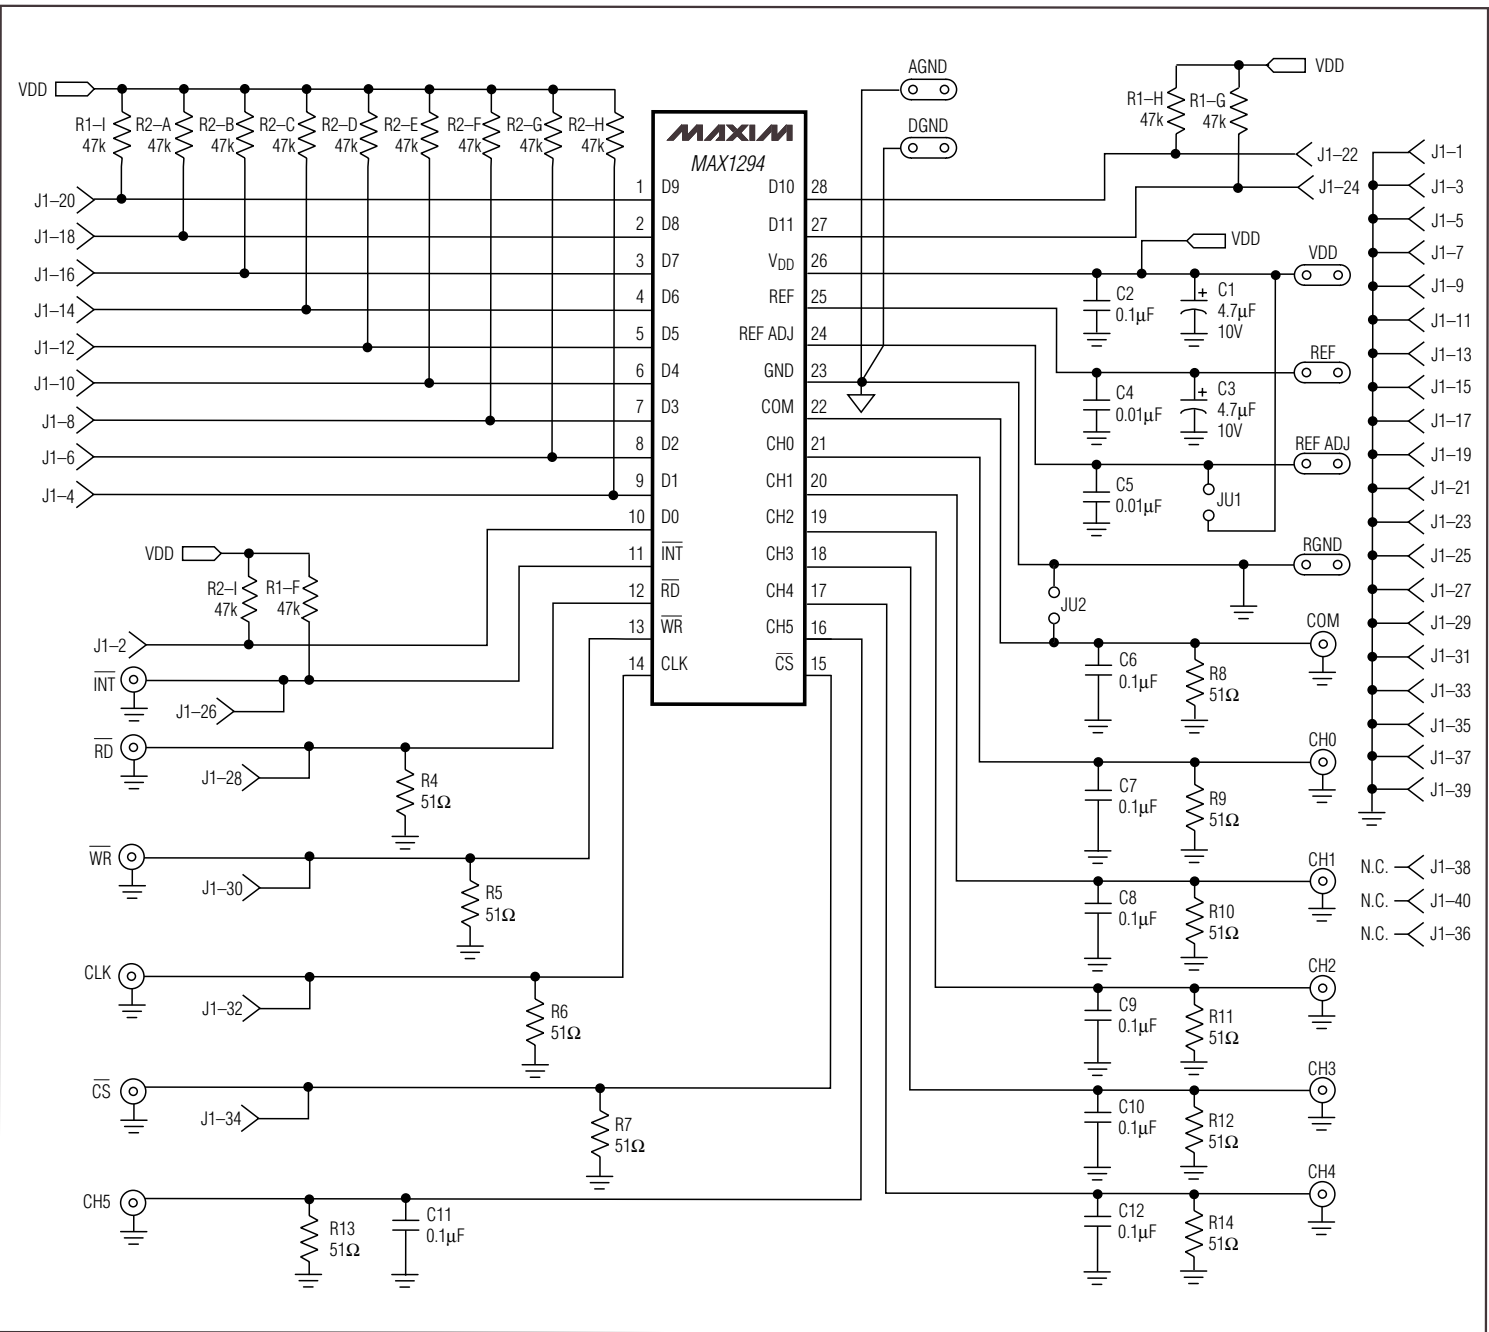 AGND
DGND
VDD
VDD
R1–I
47k
R2–A
47k
R2–B
47k
R2–C
47k
R2–D
47k
R2–E
47k
R2–F
47k
R2–G
47k
R2–H
47k
R1–H
47k
R1–G
47k
MAXIM
MAX1294
J1–20
J1–18
J1–16
J1–14
J1–12
J1–10
J1–8
J1–6
J1–4
1 D9
2 D8
3 D7
4 D6
5 D5
6 D4
7 D3
8 D2
9 D1
10 D0
11 INT
12 RD
13 WR
14 CLK
D10 28
D11 27
VDD 26
REF 25
REF ADJ 24
GND 23
COM 22
CH0 21
CH1 20
CH2 19
CH3 18
CH4 17
CH5 16
CS 15
J1–22
J1–24
VDD
VDD
C2
0.1µF
+ C1
4.7µF
10V
REF
C4
0.01µF
+ C3
4.7µF
10V
REF ADJ
C5
0.01µF
JU1
RGND
JU2
COM
C6
0.1µF
R8
51Ω
CH0
C7
0.1µF
R9
51Ω
CH1
C8
0.1µF
R10
51Ω
CH2
C9
0.1µF
R11
51Ω
CH3
C10
0.1µF
R12
51Ω
CH4
C12
0.1µF
R14
51Ω
J1–1
J1–3
J1–5
J1–7
J1–9
J1–11
J1–13
J1–15
J1–17
J1–19
J1–21
J1–23
J1–25
J1–27
J1–29
J1–31
J1–33
J1–35
J1–37
J1–39
N.C. J1–38
N.C. J1–40
N.C. J1–36
VDD
R2–I
47k
R1–F
47k
J1–2
INT
J1–26
RD
J1–28
R4
51Ω
WR
J1–30
R5
51Ω
CLK
J1–32
R6
51Ω
CS
J1–34
R7
51Ω
CH5
R13
51Ω
C11
0.1µF